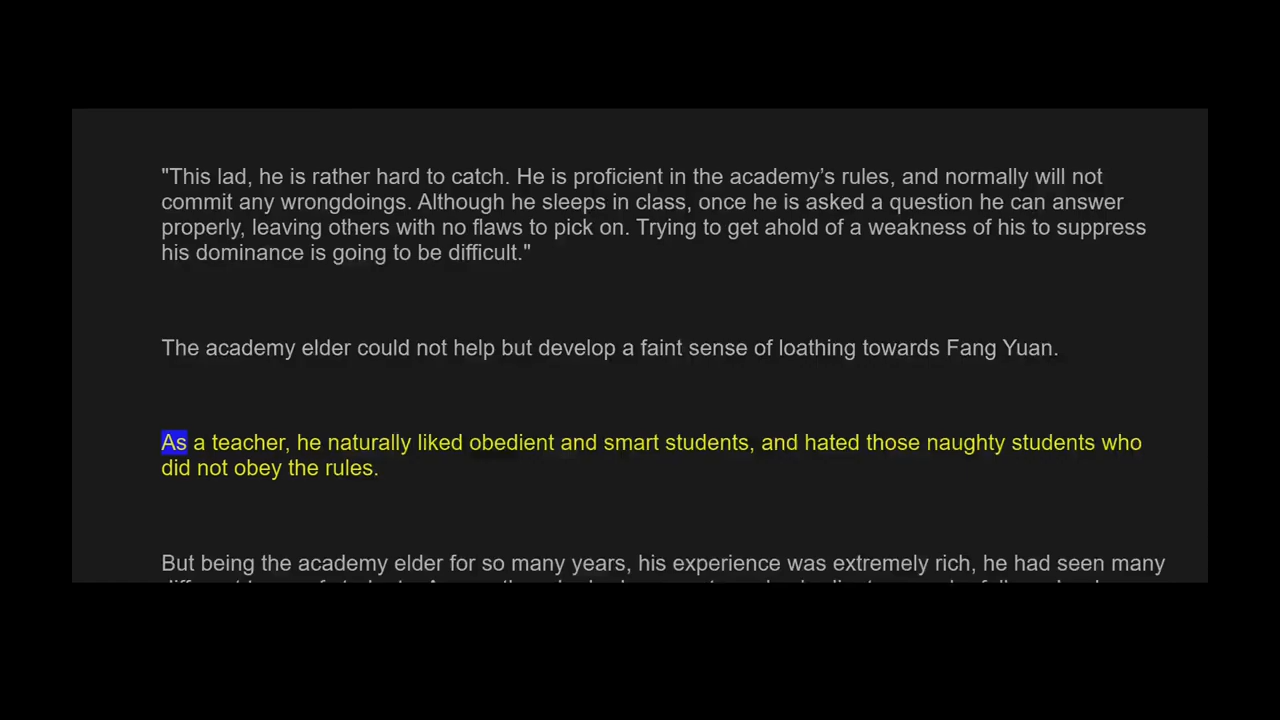 "This lad, he is rather hard to catch. He is proficient in the academy’s rules, and normally will not
commit any wrongdoings. Although he sleeps in class, once he is asked a question he can answer
properly, leaving others with no flaws to pick on. Trying to get ahold of a weakness of his to suppress
his dominance is going to be difficult."
The academy elder could not help but develop a faint sense of loathing towards Fang Yuan.
As a teacher, he naturally liked obedient and smart students, and hated those naughty students who
did not obey the rules.
But being the academy elder for so many years, his experience was extremely rich, he had seen many